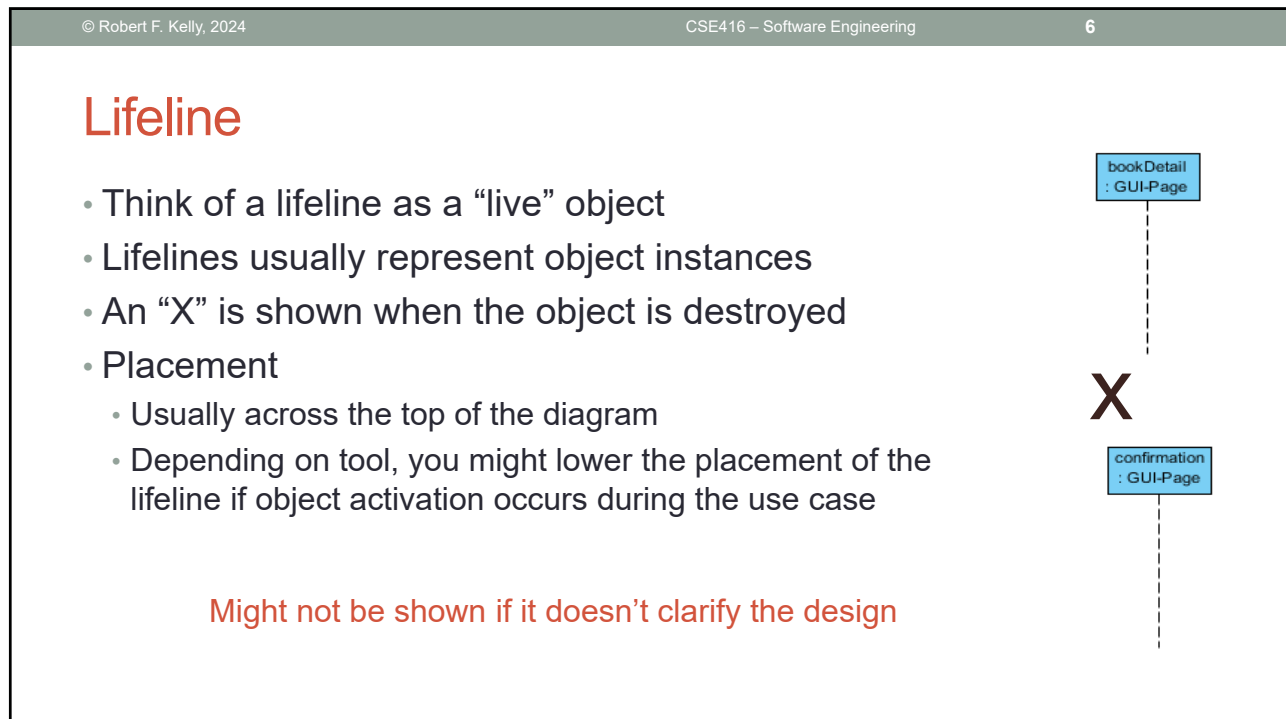 © Robert F. Kelly, 2024 CSE416 – Software Engineering 6
Lifeline
• Think of a lifeline as a “live” object
• Lifelines usually represent object instances
• An “X” is shown when the object is destroyed
• Placement
• Usually across the top of the diagram
• Depending on tool, you might lower the placement of the
lifeline if object activation occurs during the use case
Might not be shown if it doesn’t clarify the design
bookDetail
: GUI-Page
X
confirmation
: GUI-Page